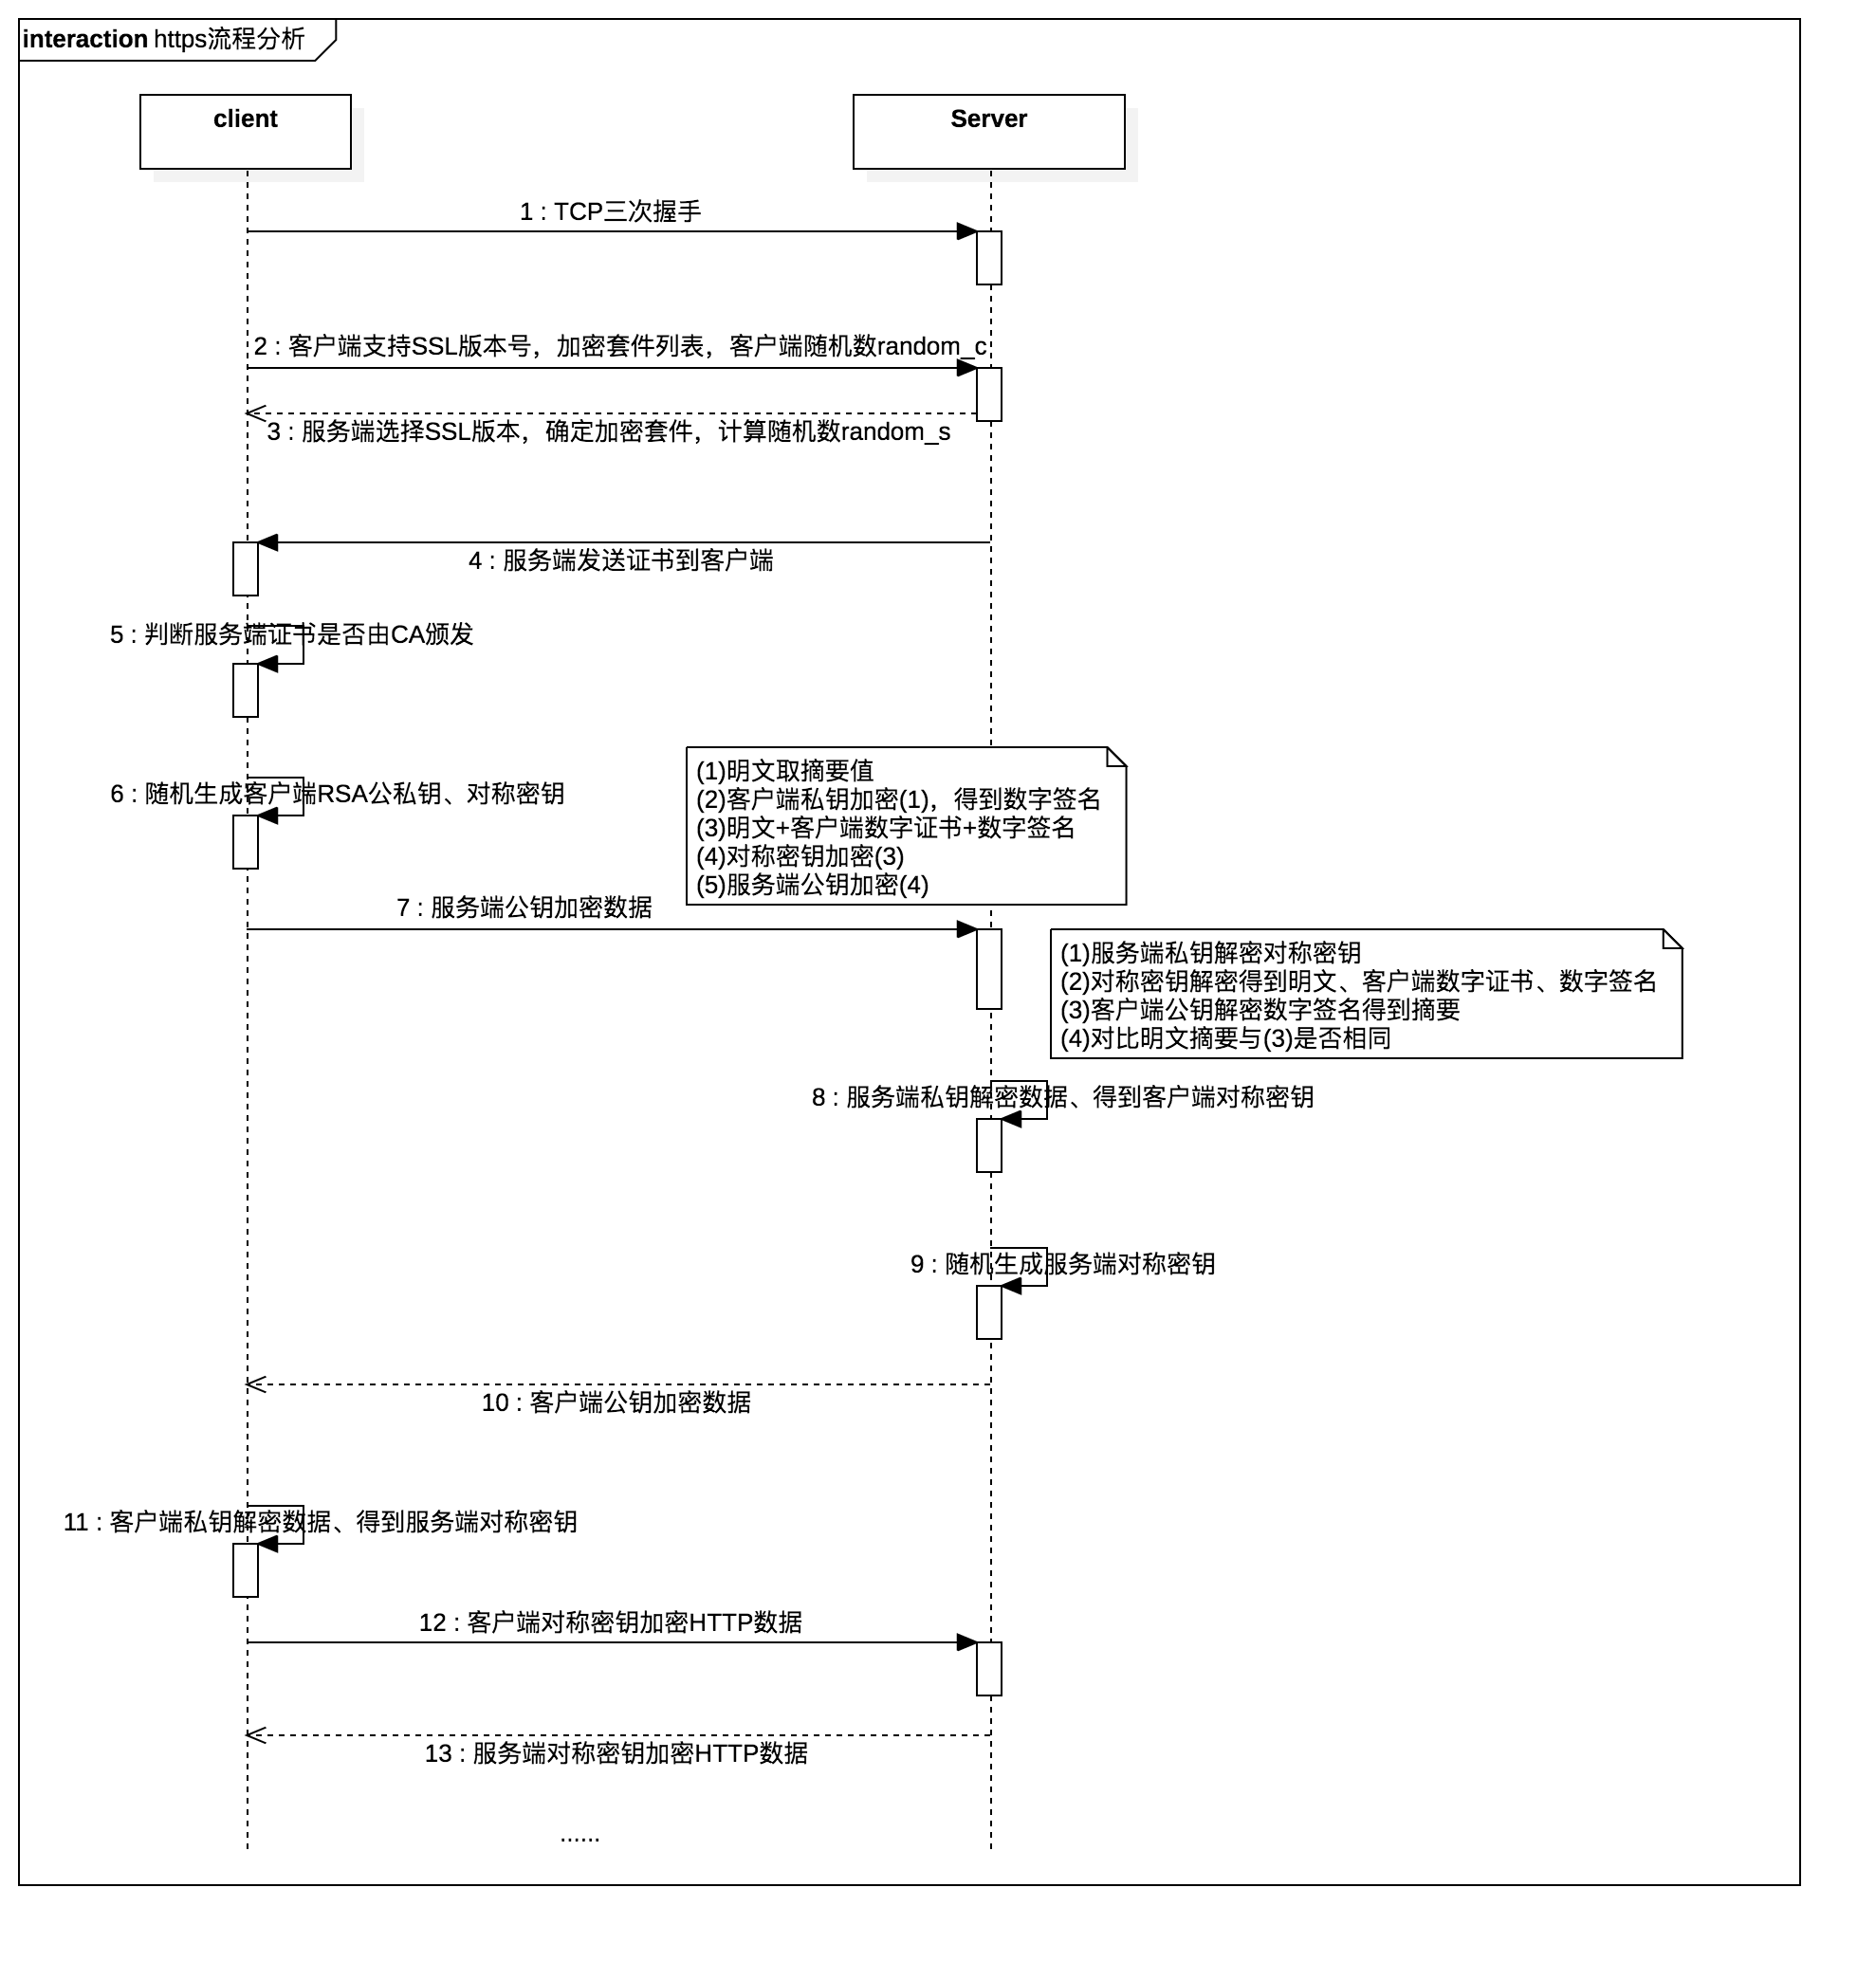 interaction https流程分析
client
Server
1 : TCP三次握手
2 : 客户端支持SSL版本号，加密套件列表，客户端随机数random_c
3 : 服务端选择SSL版本，确定加密套件，计算随机数random_s
4 : 服务端发送证书到客户端
5 : 判断服务端证书是否由CA颁发
6 : 随机生成客户端RSA公私钥、对称密钥
(1)明文取摘要值
(2)客户端私钥加密(1)，得到数字签名
(3)明文+客户端数字证书+数字签名
(4)对称密钥加密(3)
(5)服务端公钥加密(4)
7 : 服务端公钥加密数据
(1)服务端私钥解密对称密钥
(2)对称密钥解密得到明文、客户端数字证书、数字签名
(3)客户端公钥解密数字签名得到摘要
(4)对比明文摘要与(3)是否相同
8 : 服务端私钥解密数据、得到客户端对称密钥
9 : 随机生成服务端对称密钥
10 : 客户端公钥加密数据
11 : 客户端私钥解密数据、得到服务端对称密钥
12 : 客户端对称密钥加密HTTP数据
13 : 服务端对称密钥加密HTTP数据
......